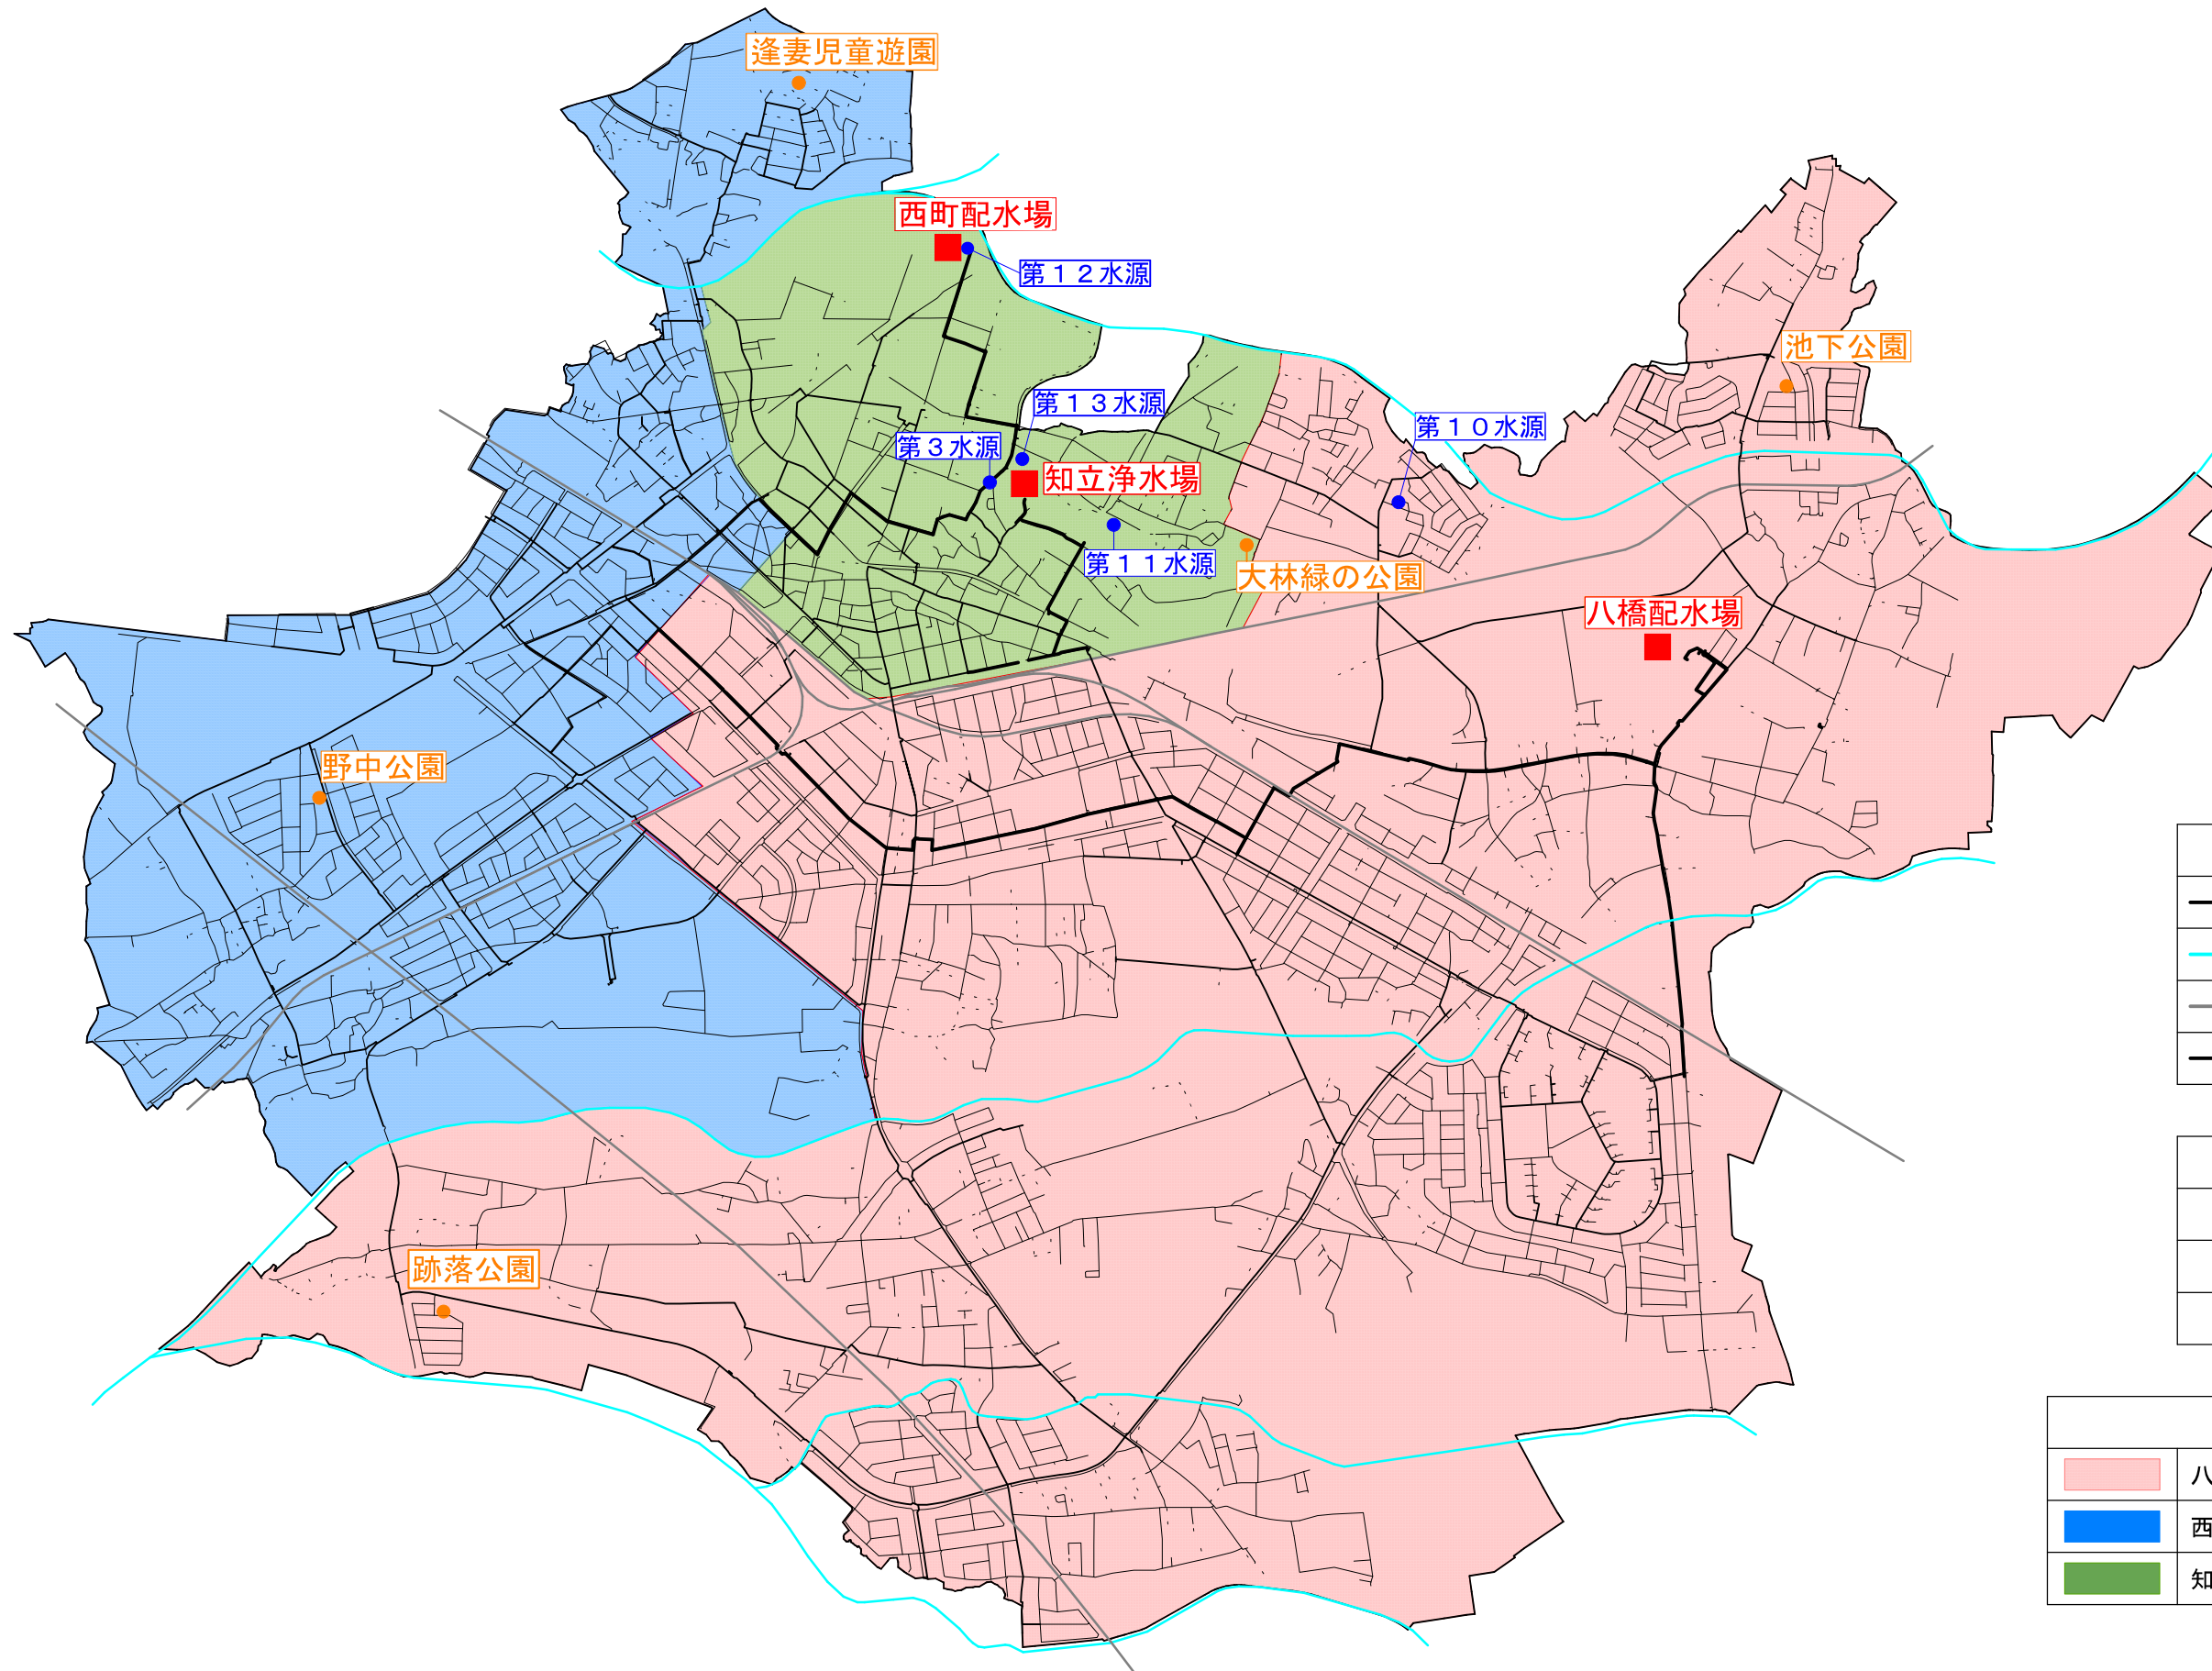 逢妻児童遊園
西町配水場
第１２水源
池下公園
第１３水源
第１０水源
第３水源
知立浄水場
第１１水源
大林緑の公園
八橋配水場
野中公園
跡落公園
八
西
知